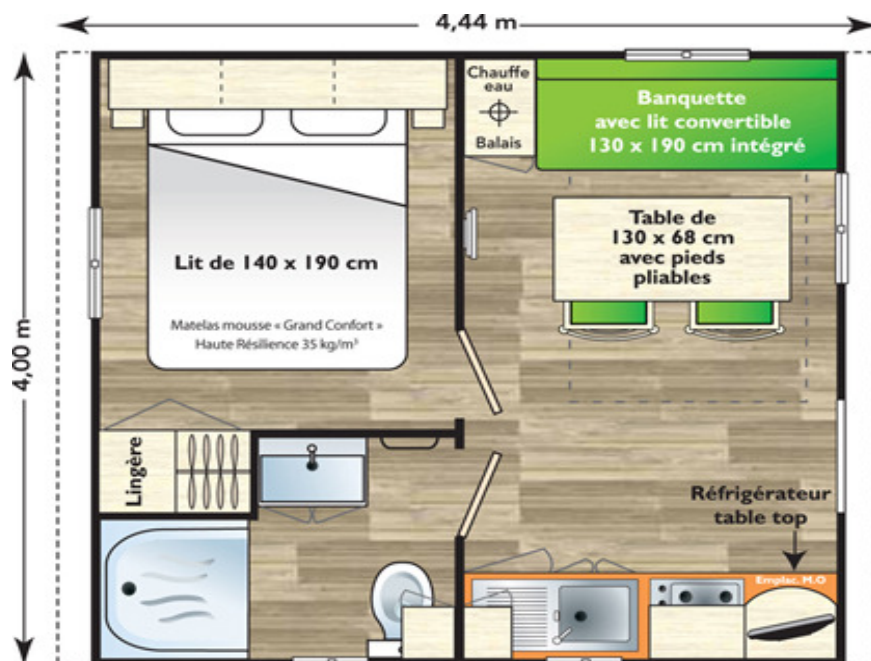 4,44 m
4,00 m
Chauffe
eau
Balais
Banquette
avec lit convertible
130 x 190 cm intégré
Lit de 140 x 190 cm
Matelas mousse « Grand Confort »
Haute Résilience 35 kg/m³
Table de
130 x 68 cm
avec pieds
pliables
Lingère
Réfrigérateur
table top
Emplac. M.O